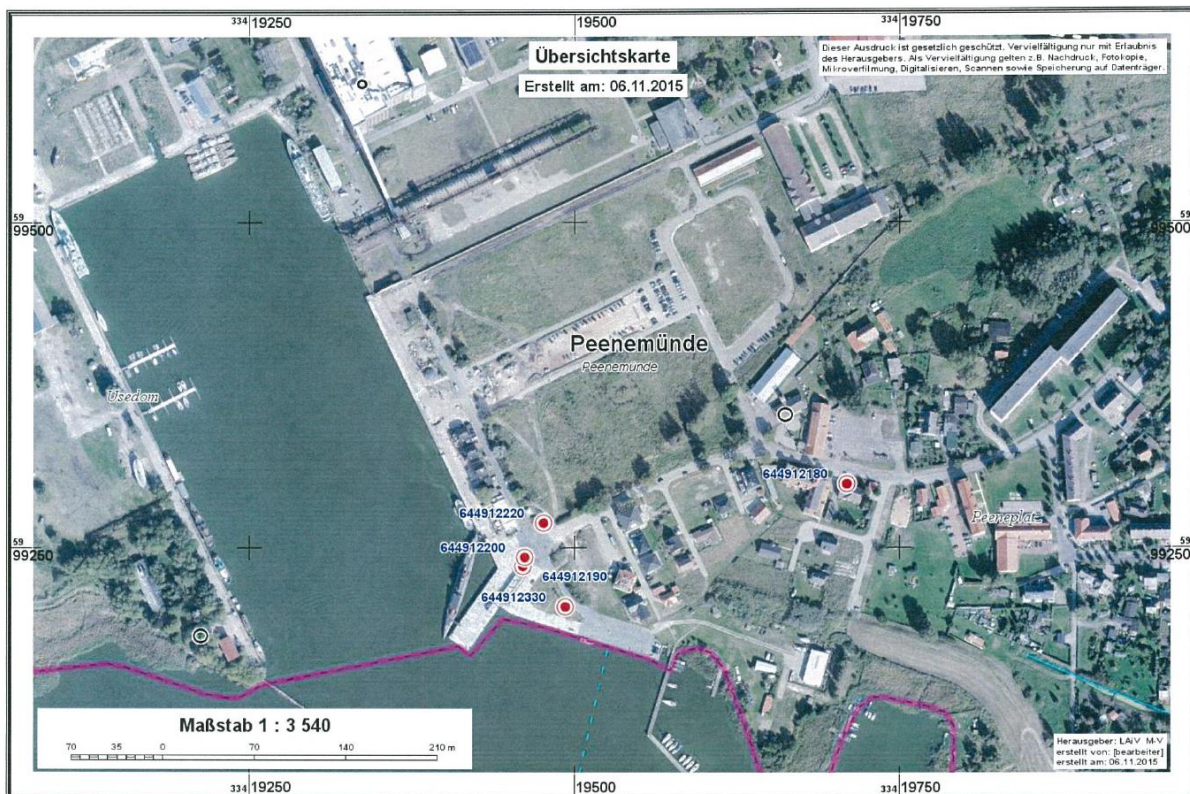 334 19250
19500
334 19750
Übersichtskarte
Erstellt am: 06.11.2015
Dieser Ausdruck ist gesetzlich geschützt. Vervielfältigung nur mit Erlaubnis
des Herausgebers. Als Vervielfältigung gelten z.B. Nachdruck, Fotokopie,
Mikroverfilmung, Digitalisieren, Scannen sowie Speicherung auf Datenträger.
59
99500
59
99500
Peenemünde
Peenemünde
Usedom
644912180
644912220
Peeneplatz
644912200
59
99250
59
99250
644912190
644912330
Maßstab 1 : 3 540
70 35 0 70 140 210 m
Herausgeber: LAiV M-V
erstellt von: [bearbeiter]
erstellt am: 06.11.2015
334 19250
19500
334 19750